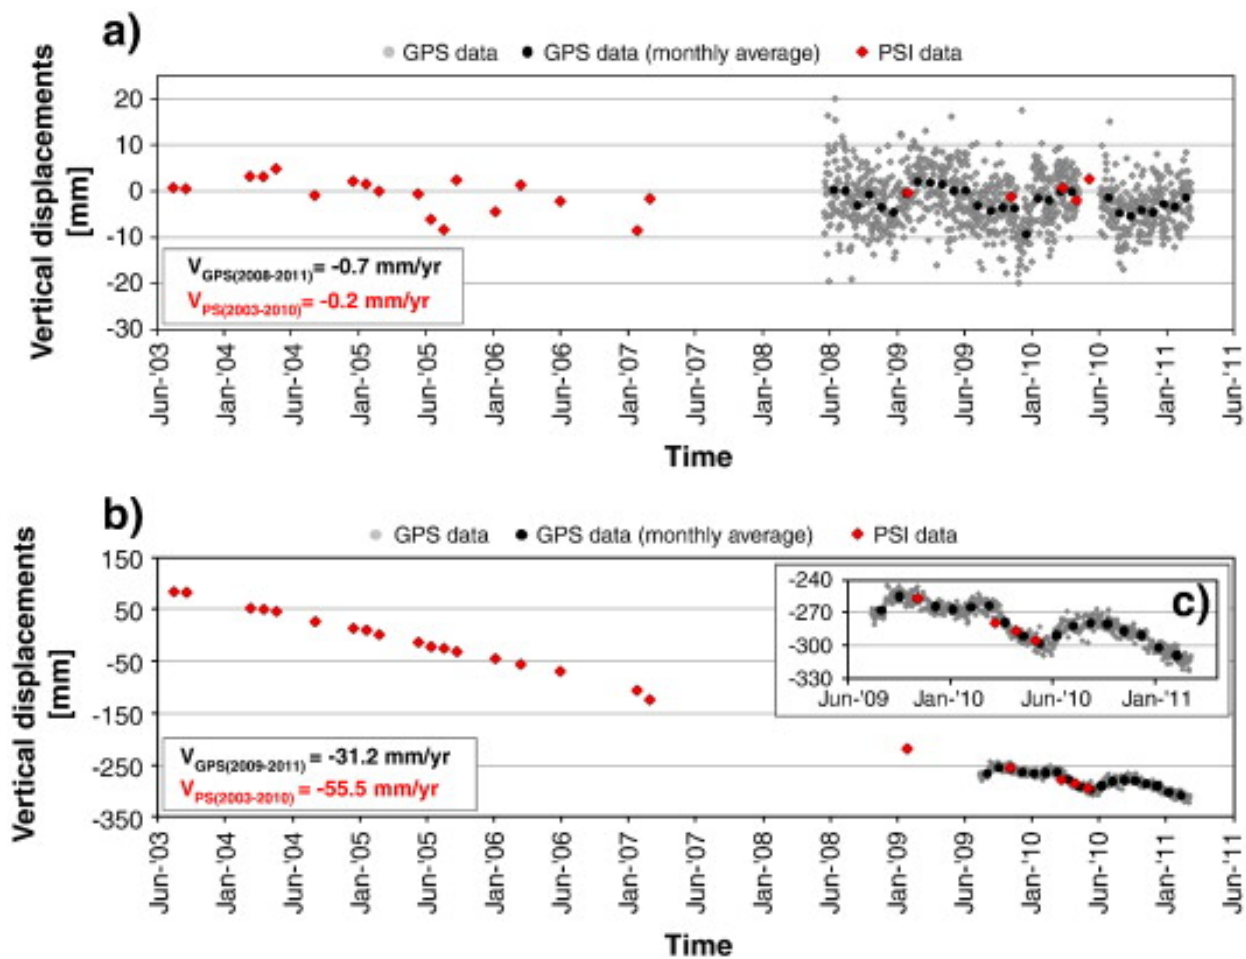 a)
GPS data GPS data (monthly average) PSI data
Vertical displacements
[mm]
20
10
0
-10
-20
-30
VGPS(2008-2011)= -0.7 mm/yr
VPS(2003-2010)= -0.2 mm/yr
Jun-'03 Jan-'04 Jun-'04 Jan-'05 Jun-'05 Jan-'06 Jun-'06 Jan-'07 Jan-'08 Jan-'08 Jun-'08 Jan-'09 Jun-'09 Jan-'10 Jun-'10 Jan-'11 Jun-'11
Time
b)
GPS data GPS data (monthly average) PSI data
Vertical displacements
[mm]
150
50
-50
-150
-250
-350
c)
-240
-270
-300
-330
Jun-'09 Jan-'10 Jun-'10 Jan-'11
VGPS(2009-2011) = -31.2 mm/yr
VPS(2003-2010) = -55.5 mm/yr
Jun-'03 Jan-'04 Jun-'04 Jan-'05 Jun-'05 Jan-'06 Jun-'06 Jan-'07 Jan-'08 Jan-'08 Jun-'08 Jan-'09 Jun-'09 Jan-'10 Jun-'10 Jan-'11 Jun-'11
Time